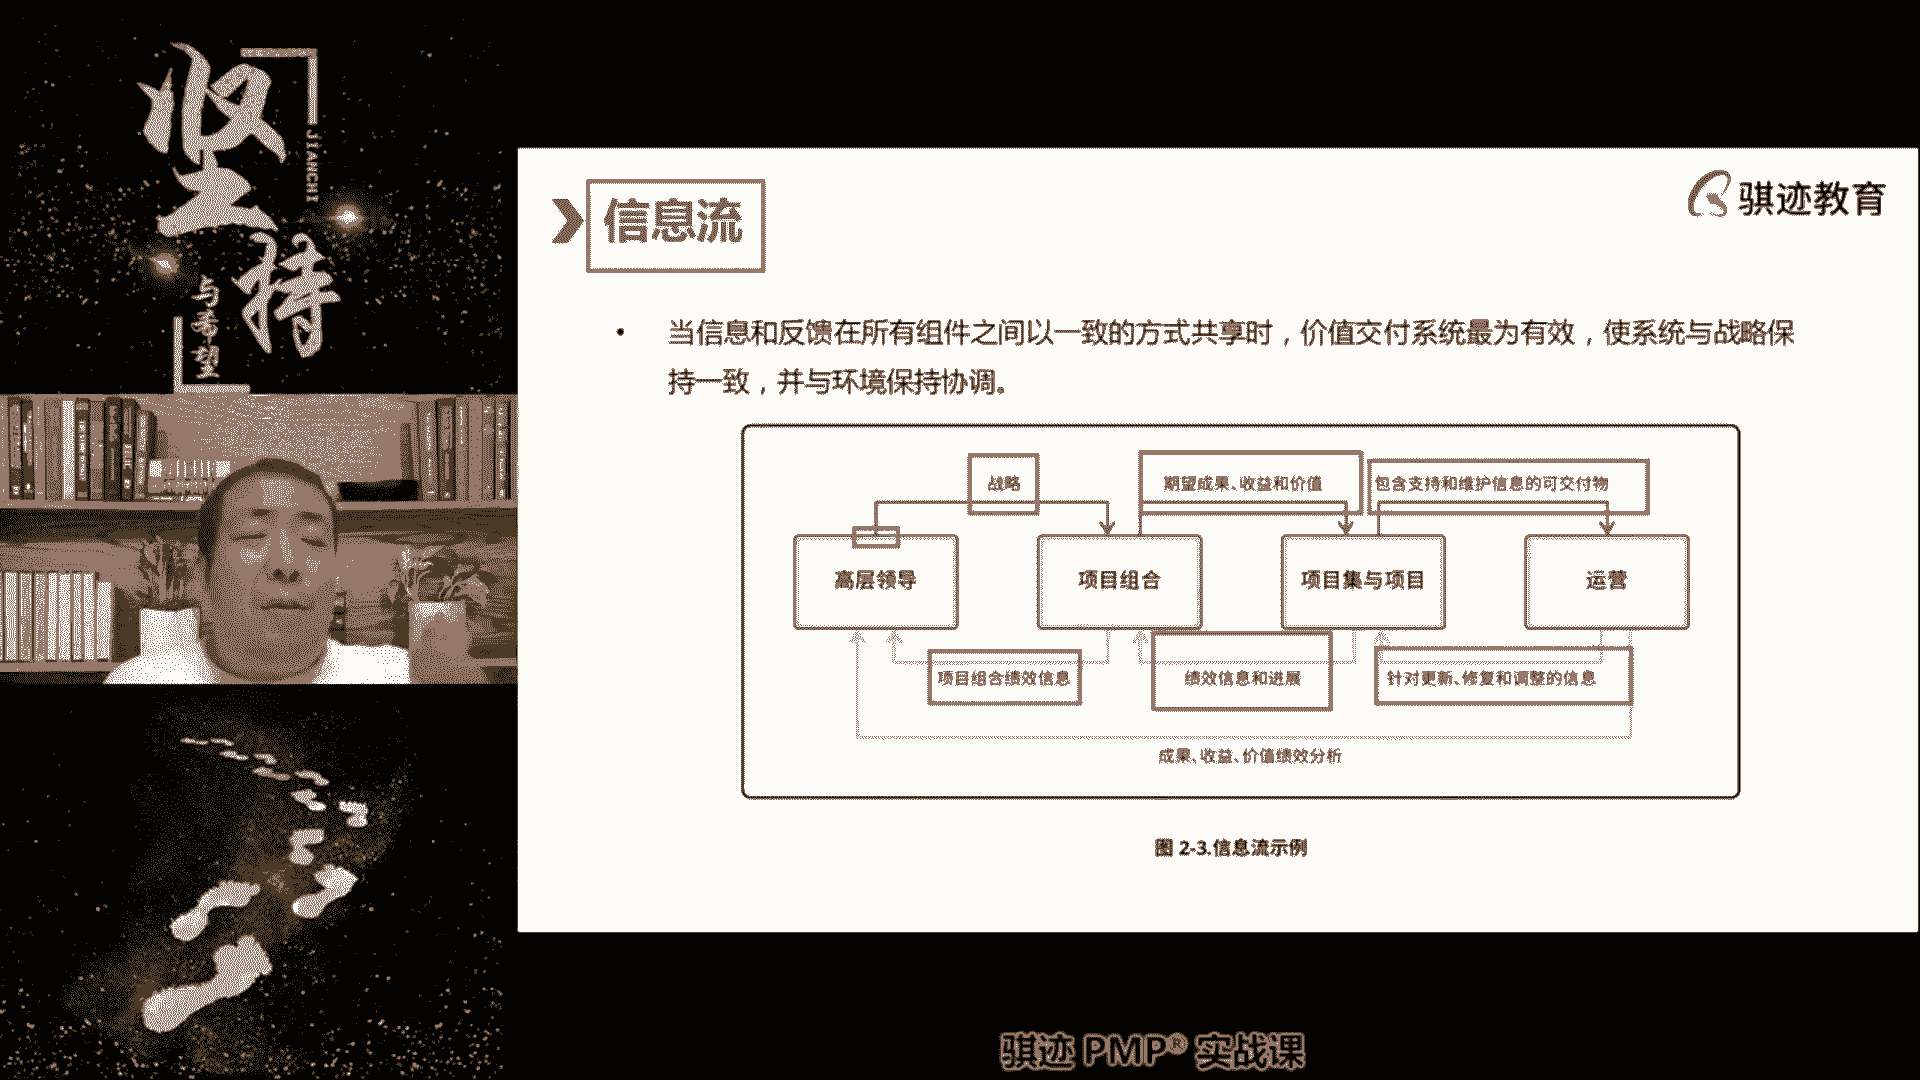 坚持
JIANCHI
与希望
信息流
骐迹教育
• 当信息和反馈在所有组件之间以一致的方式共享时，价值交付系统最为有效，使系统与战略保
持一致，并与环境保持协调。
战略
期望成果、收益和价值
包含支持和维护信息的可交付物
高层领导
项目组合
项目集与项目
运营
项目组合绩效信息
绩效信息和进展
针对更新、修复和调整的信息
成果、收益、价值绩效分析
图 2-3.信息流示例
骐迹 PMP® 实战课